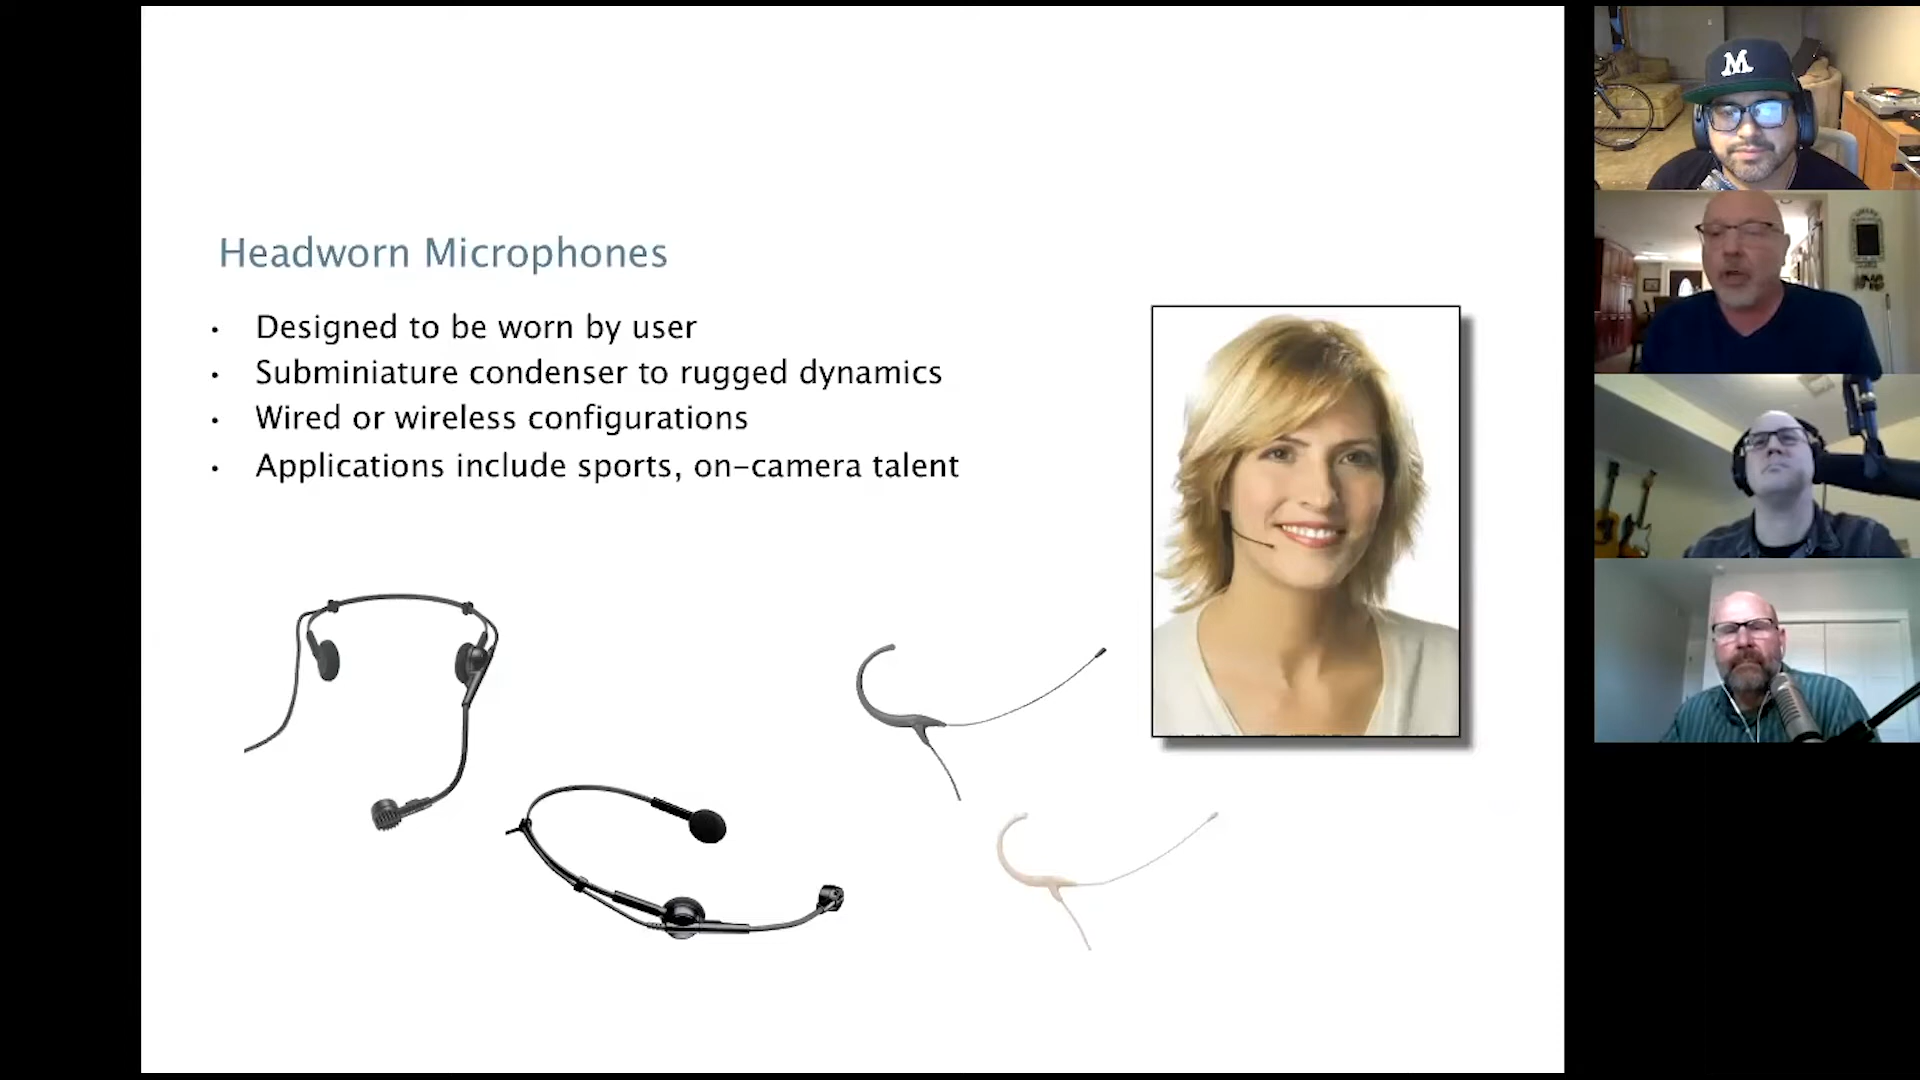 Headworn Microphones
• Designed to be worn by user
• Subminiature condenser to rugged dynamics
• Wired or wireless configurations
• Applications include sports, on-camera talent
M